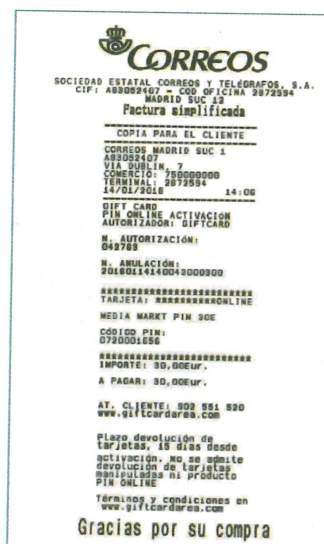 CORREOS
SOCIEDAD ESTATAL CORREOS Y TELÉGRAFOS, S.A.
CIF: A83052407 - COD OFICINA 2872594
MADRID SUC 12
Factura simplificada
COPIA PARA EL CLIENTE
CORREOS MADRID SUC 1
A83052407
VIA DUBLIN, 7
COMERCIO: 750000000
TERMINAL: 2872594
14/01/2016 14:06
GIFT CARD
PIN ONLINE ACTIVACIÓN
AUTORIZADOR: GIFTCARD
N. AUTORIZACIÓN:
042763
N. ANULACIÓN:
20160114140043000300
****************************
TARJETA: **********ONLINE
MEDIA MARKT PIN 30E
CÓDIGO PIN:
0720001656
****************************
IMPORTE: 30,00Eur.
A PAGAR: 30,00Eur.
AT. CLIENTE: 902 551 520
www.giftcardarea.com
Plazo devolución de
tarjetas, 15 días desde
activación. No se admite
devolución de tarjetas
manipuladas ni producto
PIN ONLINE
Términos y condiciones en
www.giftcardarea.com
Gracias por su compra